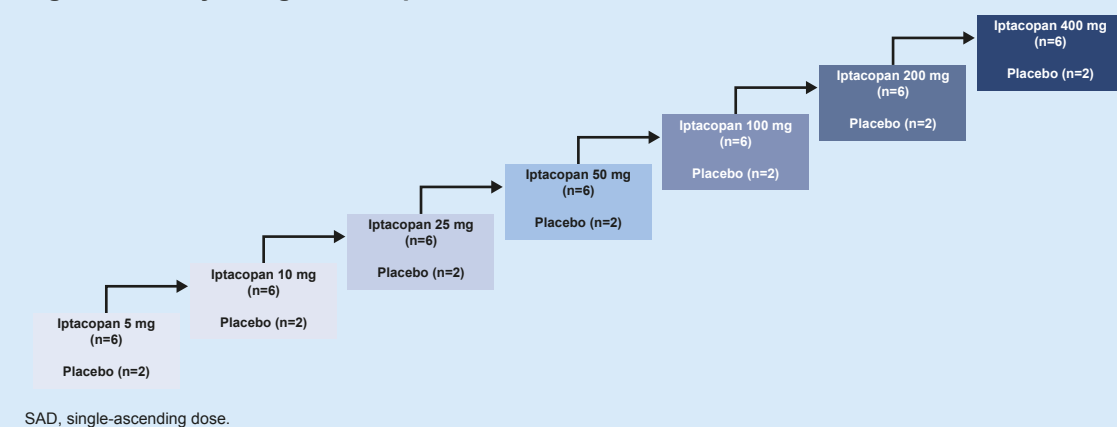 Iptacopan 400 mg
(n=6)
Placebo (n=2)
Iptacopan 200 mg
(n=6)
Placebo (n=2)
Iptacopan 100 mg
(n=6)
Placebo (n=2)
Iptacopan 50 mg
(n=6)
Placebo (n=2)
Iptacopan 25 mg
(n=6)
Placebo (n=2)
Iptacopan 10 mg
(n=6)
Placebo (n=2)
Iptacopan 5 mg
(n=6)
Placebo (n=2)
SAD, single-ascending dose.